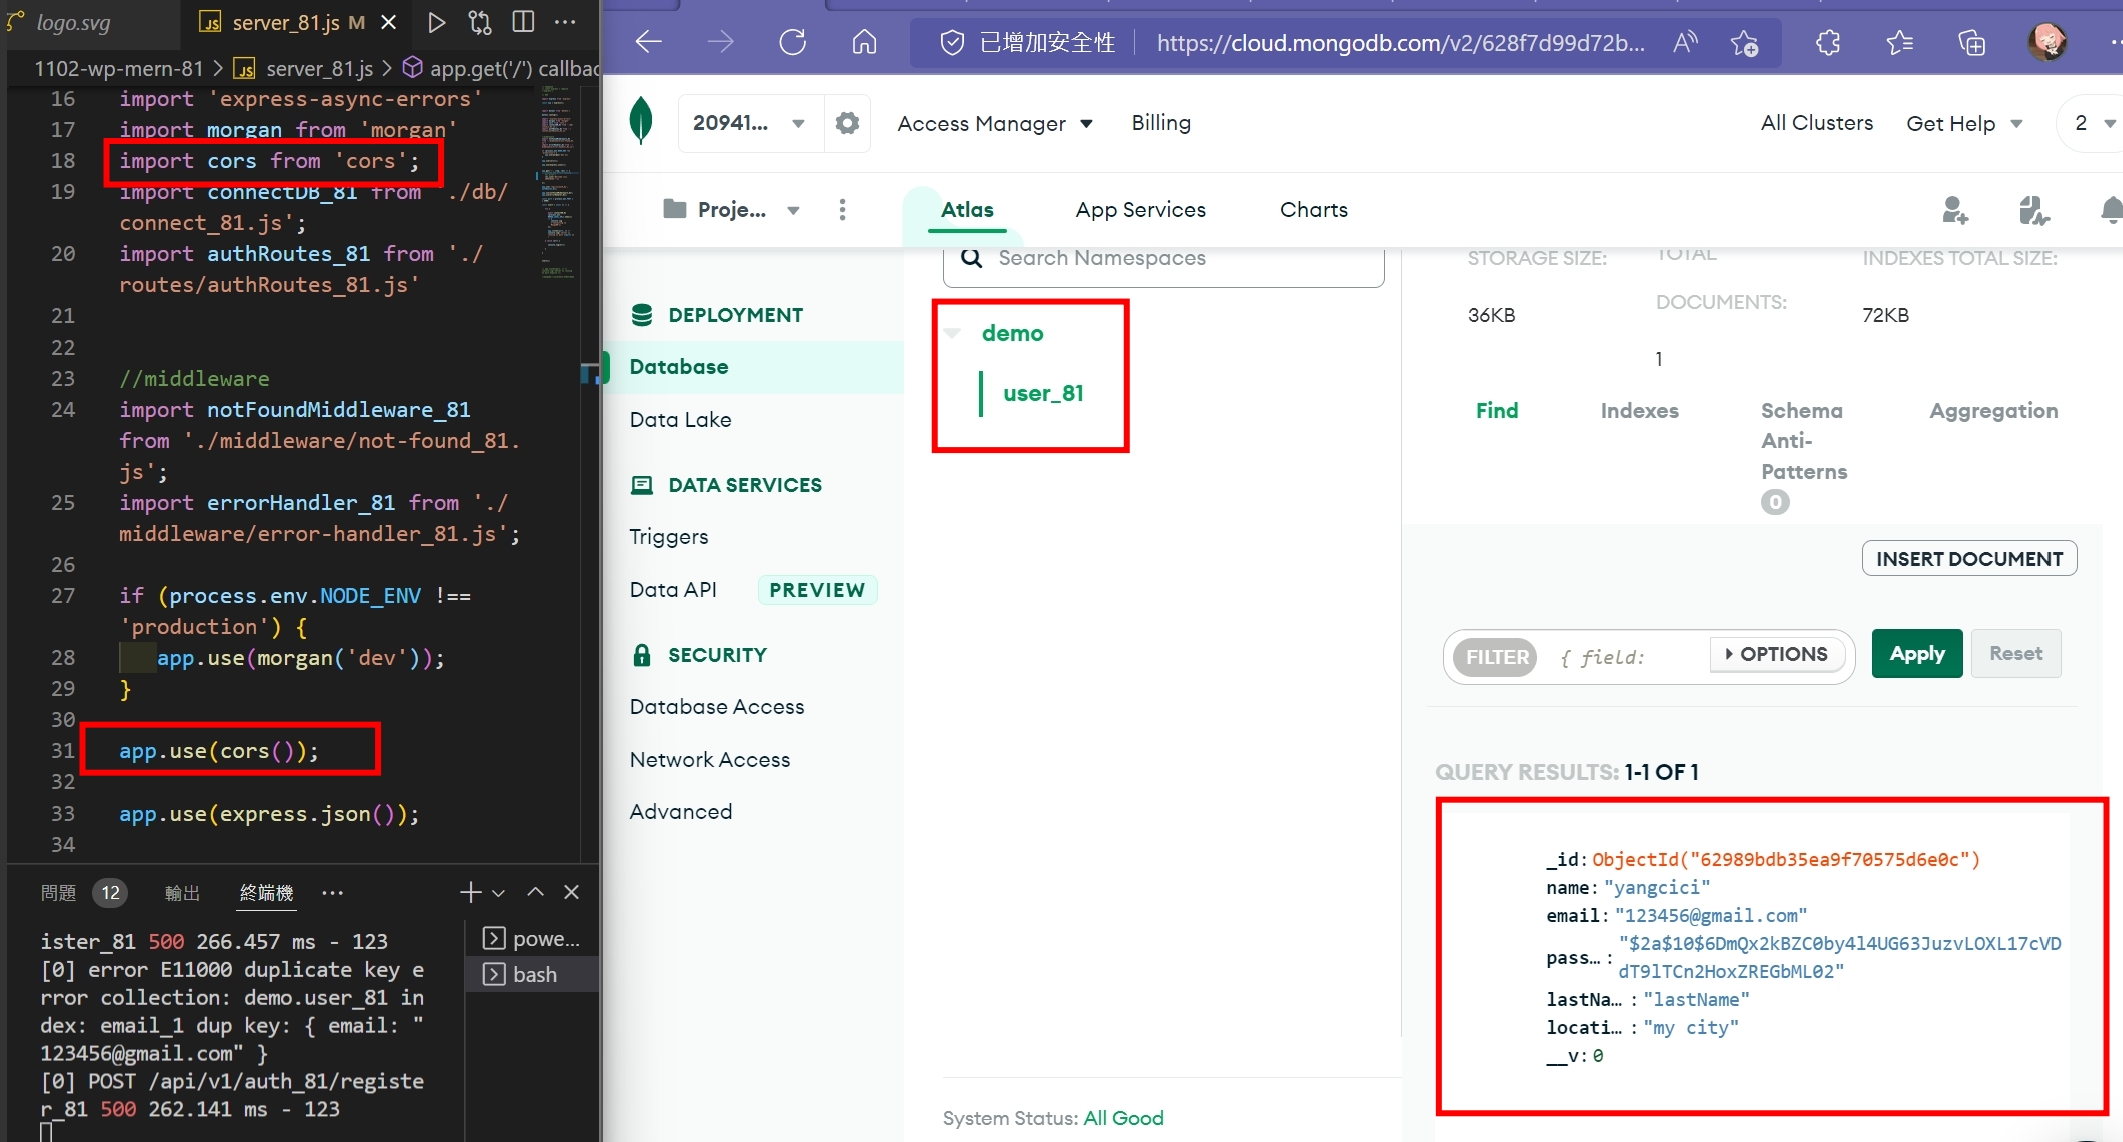 logo.svg
server_81.js M
1102-wp-mern-81 > server_81.js > app.get('/') callbac
16 import 'express-async-errors'
17 import morgan from 'morgan'
18 import cors from 'cors';
19 import connectDB_81 from './db/
connect_81.js';
20 import authRoutes_81 from './
routes/authRoutes_81.js'
21
22
23 //middleware
24 import notFoundMiddleware_81
from './middleware/not-found_81.
js';
25 import errorHandler_81 from './
middleware/error-handler_81.js';
26
27 if (process.env.NODE_ENV !==
'production') {
28 app.use(morgan('dev'));
29 }
30
31 app.use(cors());
32
33 app.use(express.json());
34
問題 12 輸出 終端機 ···
ister_81 500 266.457 ms - 123
[0] error E11000 duplicate key e
rror collection: demo.user_81 in
dex: email_1 dup key: { email: "
123456@gmail.com" }
[0] POST /api/v1/auth_81/registe
r_81 500 262.141 ms - 123
powe...
bash
已增加安全性 https://cloud.mongodb.com/v2/628f7d99d72b...
20941... Access Manager Billing
All Clusters Get Help 2
Proje... Atlas App Services Charts
DEPLOYMENT
Database
Data Lake
DATA SERVICES
Triggers
Data API PREVIEW
SECURITY
Database Access
Network Access
Advanced
Search Namespaces
demo
user_81
System Status: All Good
STORAGE SIZE:
36KB
TOTAL
DOCUMENTS:
1
INDEXES TOTAL SIZE:
72KB
Find
Indexes
Schema
Anti-
Patterns
0
Aggregation
INSERT DOCUMENT
FILTER { field: OPTIONS Apply Reset
QUERY RESULTS: 1-1 OF 1
_id: ObjectId("62989bdb35ea9f70575d6e0c")
name: "yangcici"
email: "123456@gmail.com"
pass... : "$2a$10$6DmQx2kBZC0by4l4UG63JuzvLOXL17cVD
dT9lTCn2HoxZREGbML02"
lastNa... : "lastName"
locati... : "my city"
__v: 0